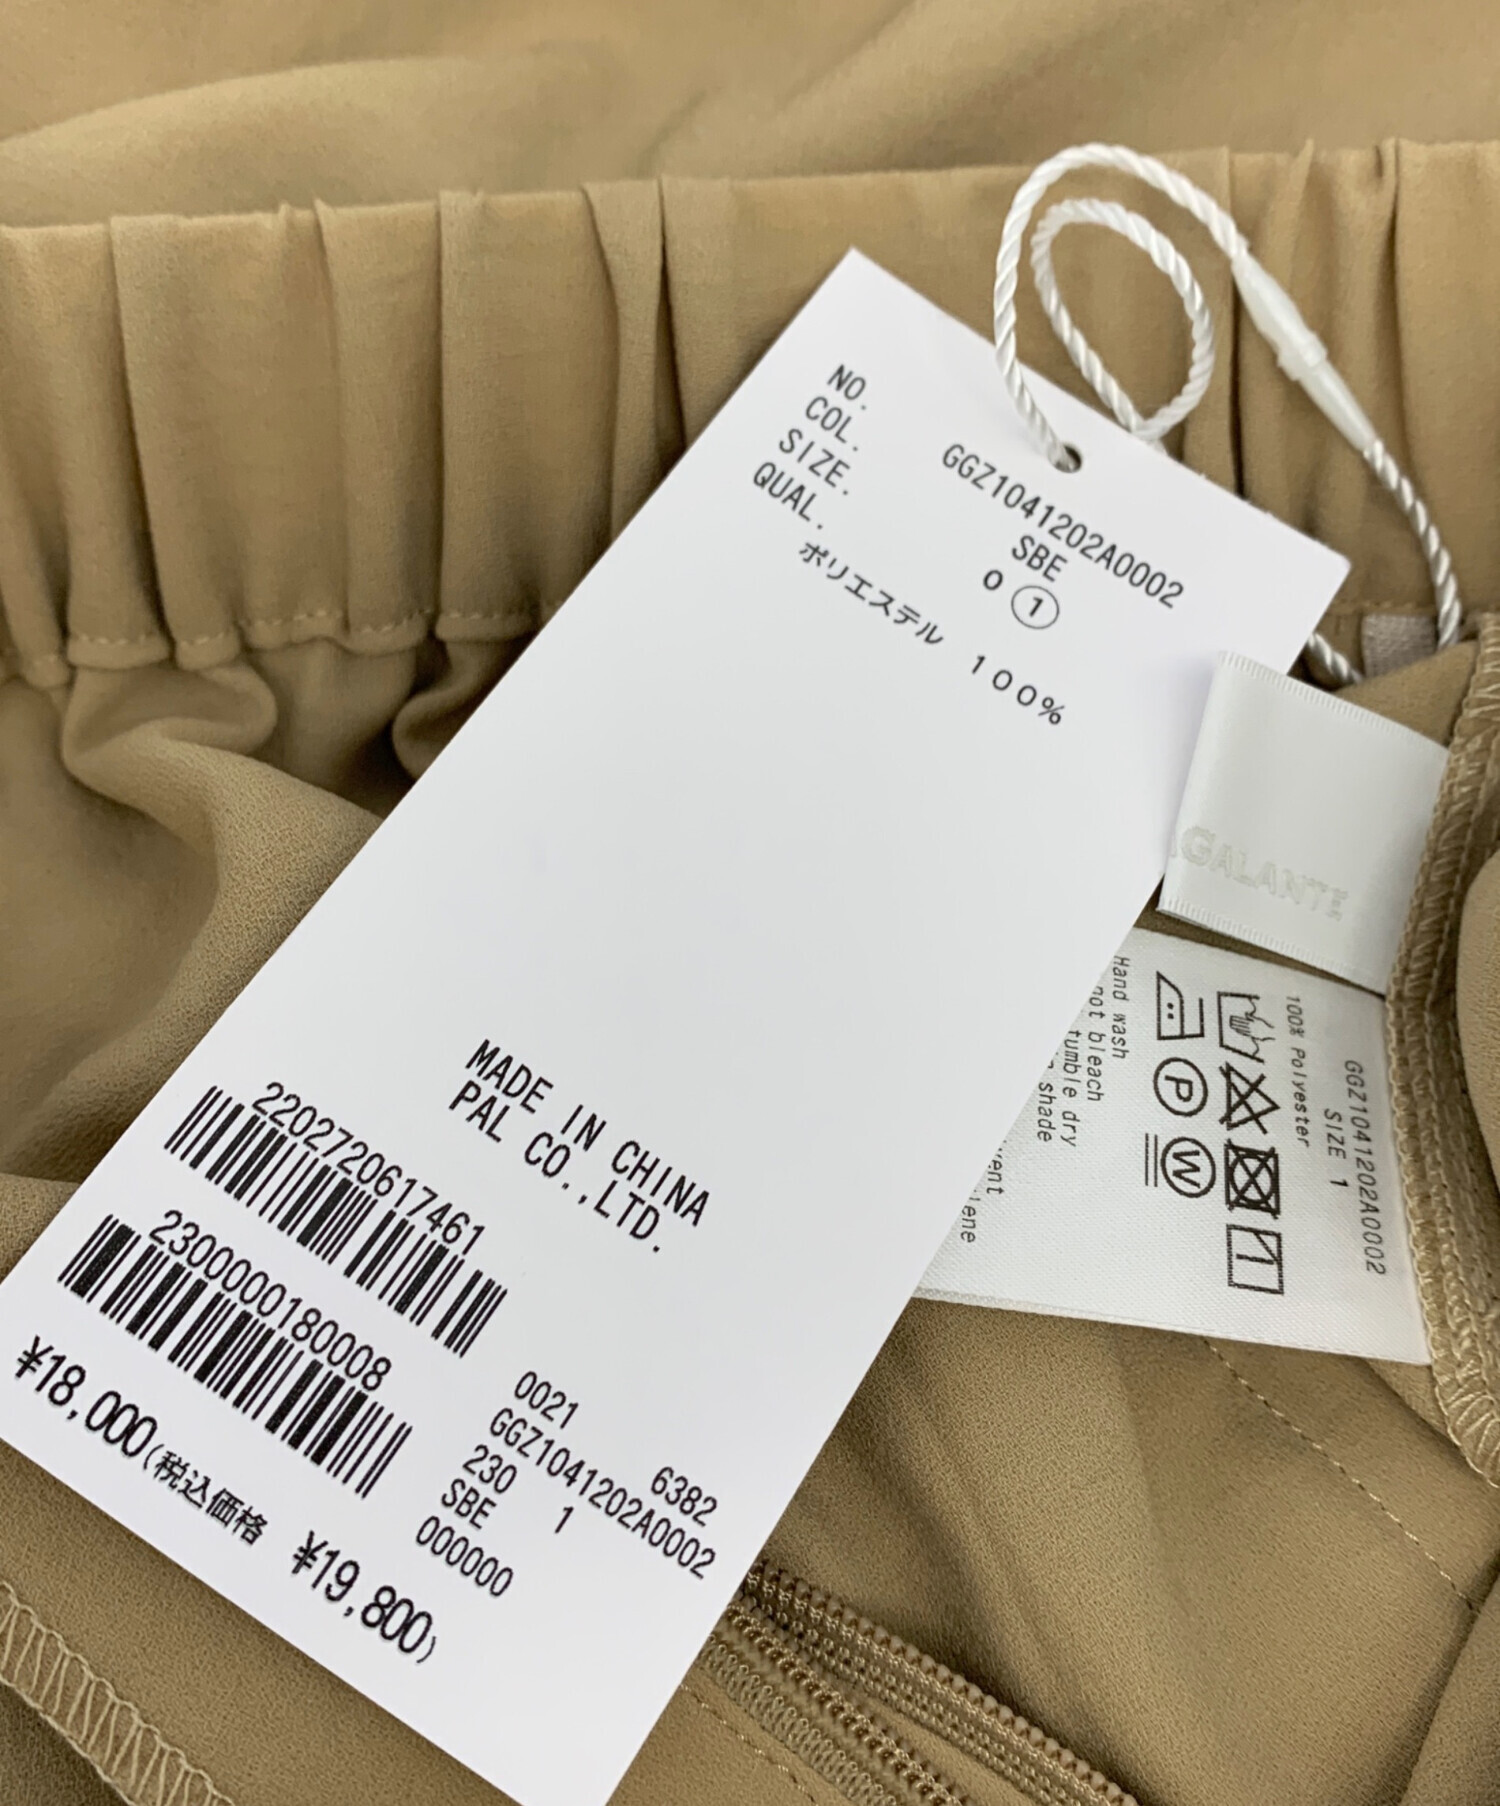 NO. GGZ1041202A0002
COL. SBE
SIZE. 0 1
QUAL.
ポリエステル 100%
MADE IN CHINA
PAL CO.,LTD.
2202720617461
2300000180008
0021 6382
GGZ1041202A0002
230 1
SBE
000000
¥18,000(税込価格 ¥19,800)
GALANT
GGZ1041202A0002
SIZE 1
100% Polyester
P W
Hand wash
not bleach
tumble dry
shade